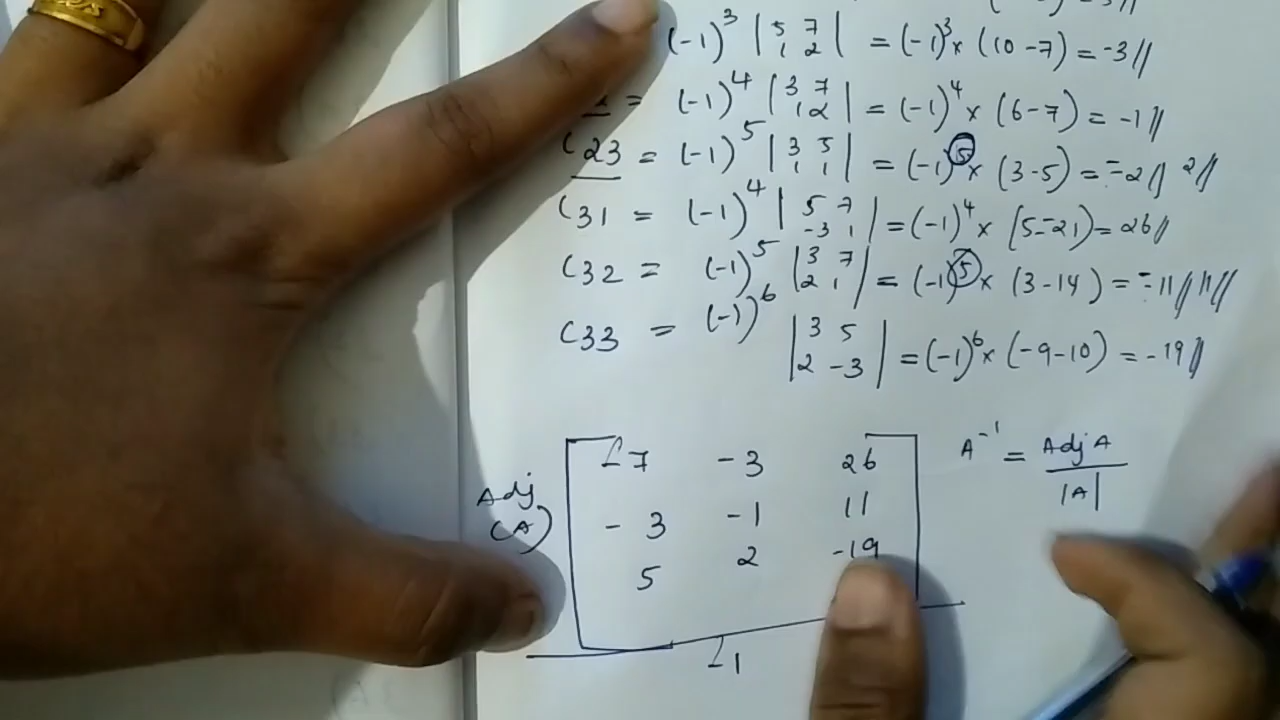 (-1)³ | 5 7 ; 1 2 | = (-1)³ × (10 - 7) = -3//
= (-1)⁴ | 3 7 ; 1 2 | = (-1)⁴ × (6 - 7) = -1//
C23 = (-1)⁵ | 3 5 ; 1 1 | = (-1)⁵ × (3 - 5) = -2// 2//
C31 = (-1)⁴ | 5 7 ; -3 1 | = (-1)⁴ × [5 - -21) = 26//
C32 = (-1)⁵ | 3 7 ; 2 1 | = (-1)⁵ × (3 - 14) = -11// 11//
C33 = (-1)⁶ | 3 5 ; 2 -3 | = (-1)⁶ × (-9 - 10) = -19//
-7 -3 26 A⁻¹ = Adj A
Adj (A) -3 -1 11 |A|
5 2 -19
-1